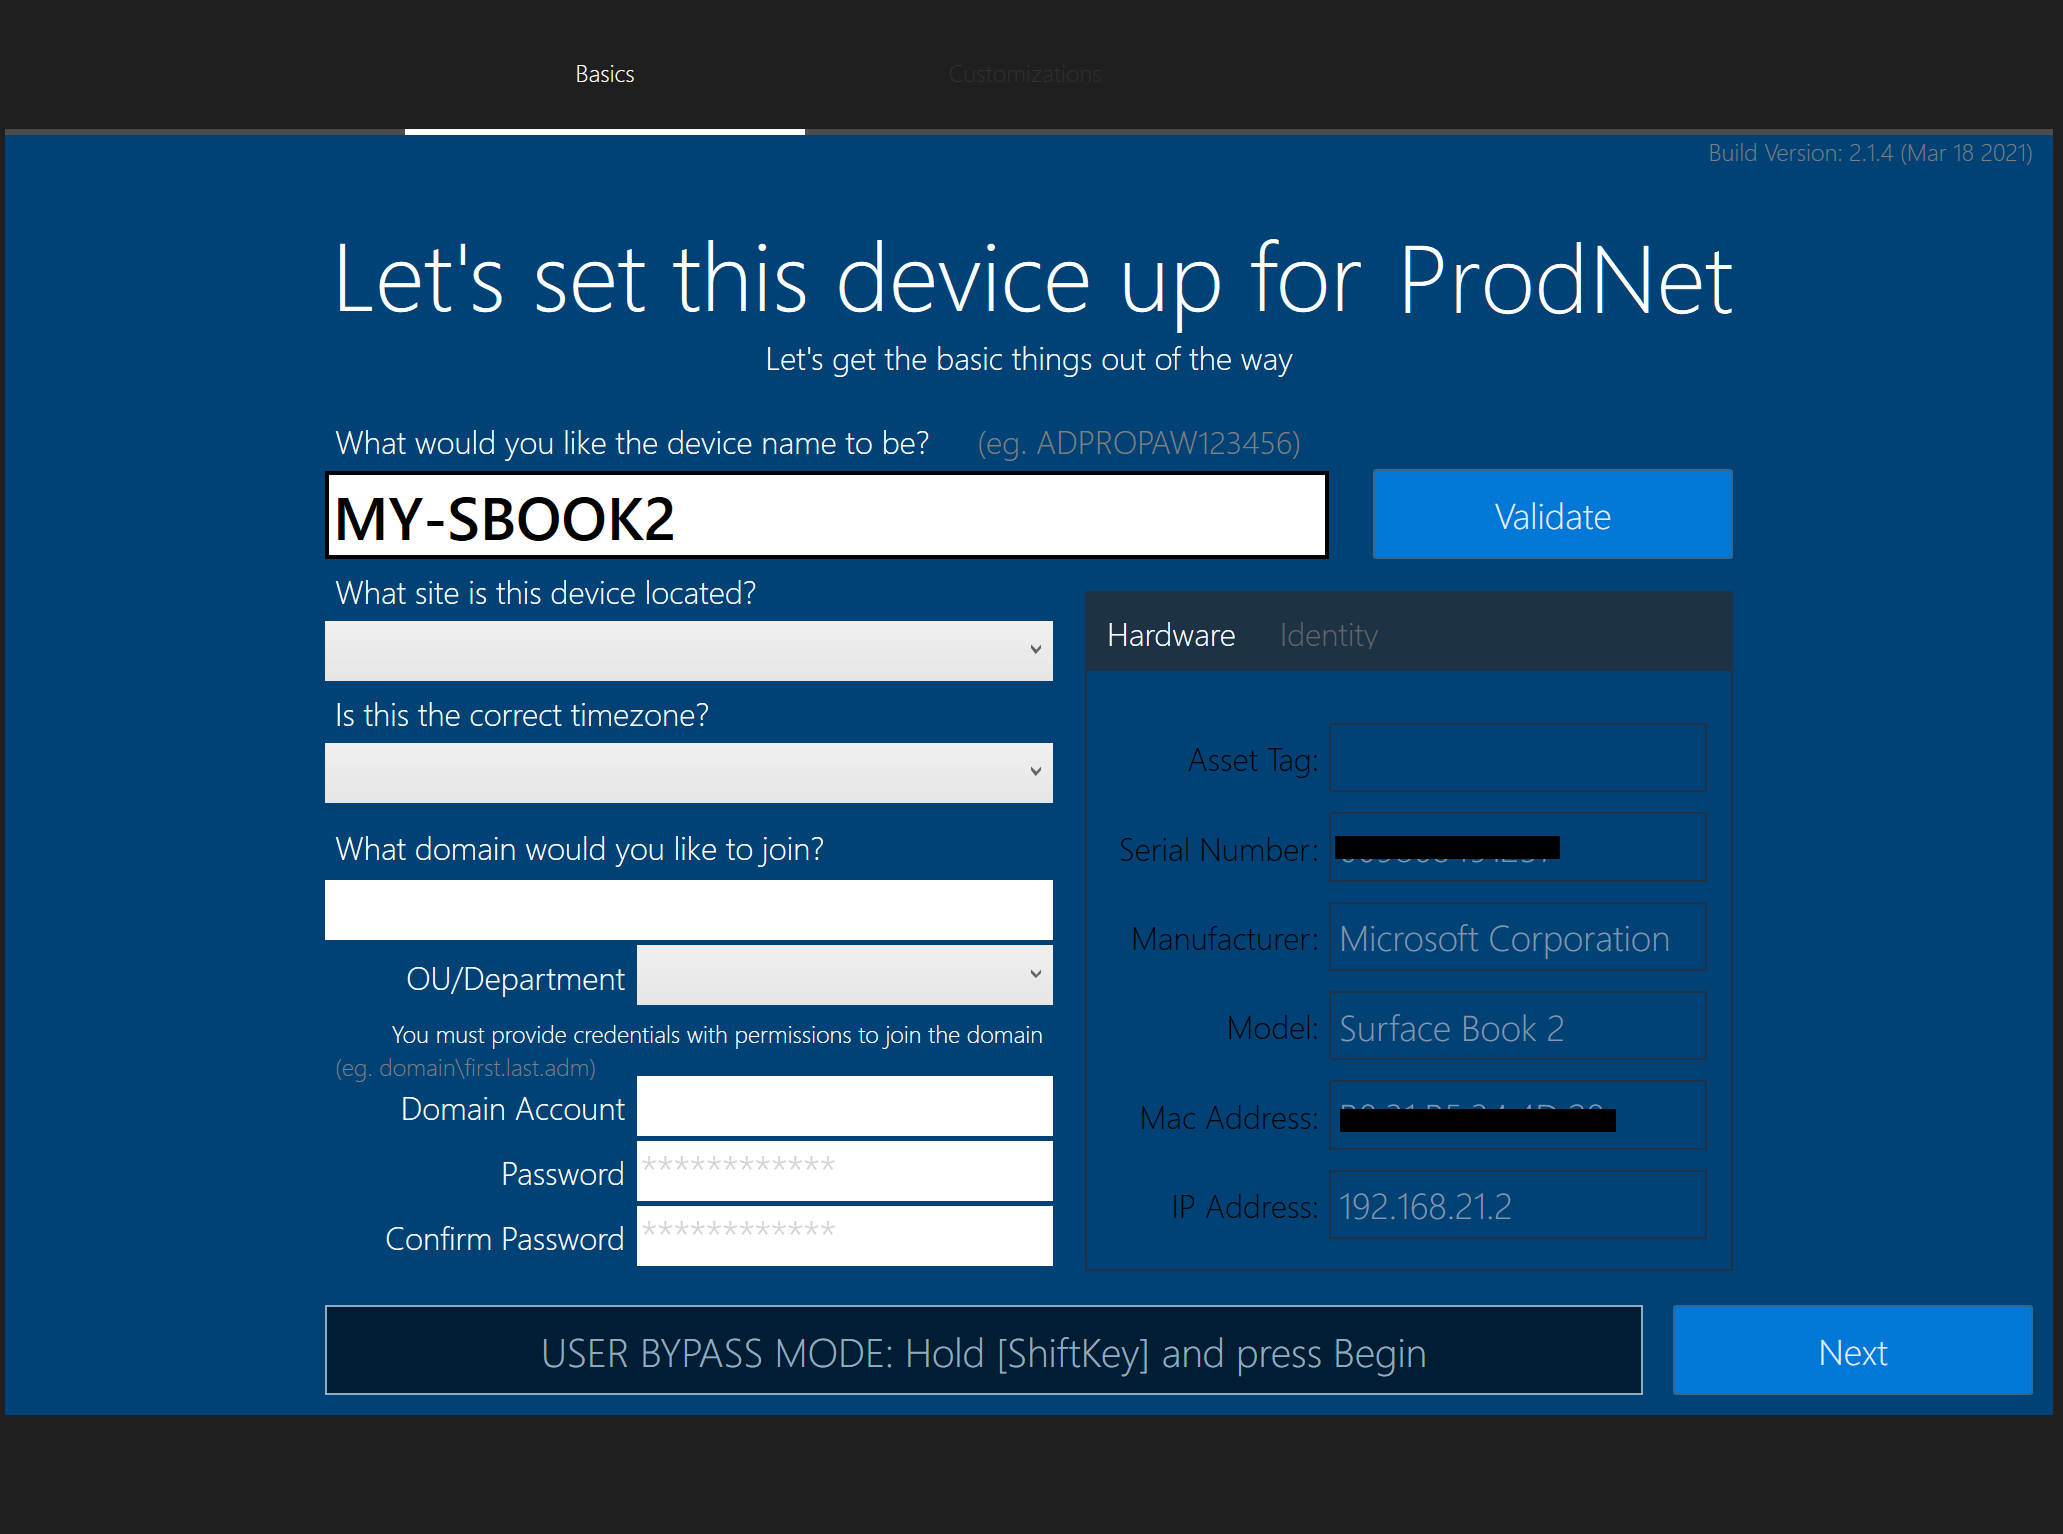 Basics
Customizations
Build Version: 2.1.4 (Mar 18 2021)
Let's set this device up for ProdNet
Let's get the basic things out of the way
What would you like the device name to be? (eg. ADPROPAW123456)
MY-SBOOK2
Validate
What site is this device located?
Is this the correct timezone?
What domain would you like to join?
OU/Department
You must provide credentials with permissions to join the domain
(eg. domain\first.last.adm)
Domain Account
Password ************
Confirm Password ************
Hardware Identity
Asset Tag:
Serial Number:
Manufacturer: Microsoft Corporation
Model: Surface Book 2
Mac Address:
IP Address: 192.168.21.2
USER BYPASS MODE: Hold [ShiftKey] and press Begin
Next